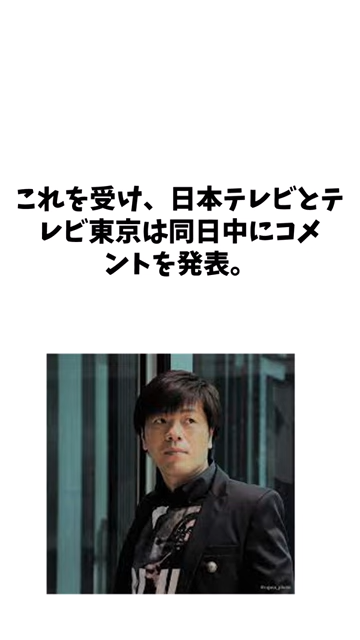 これを受け、日本テレビとテ
レビ東京は同日中にコメ
ントを発表。